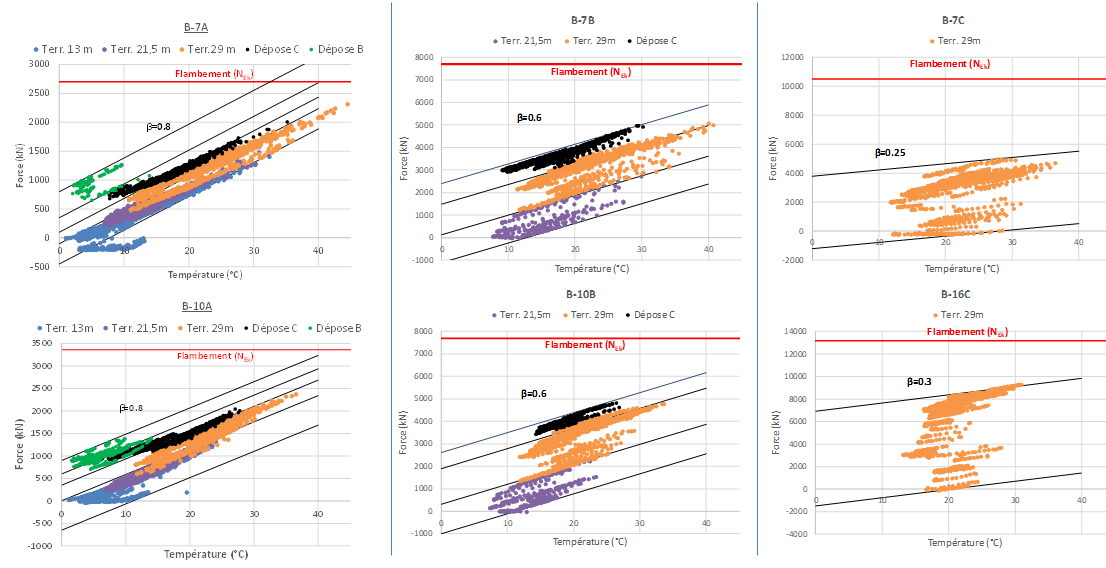 B-7A
Terr. 13 m Terr. 21,5 m Terr.29 m Dépose C Dépose B
3000
2500
2000
1500
1000
500
0
-500
Flambement (NEk)
β=0.8
Force (kN)
0 10 20 30 40
Température (°C)
B-7B
Terr. 21,5m Terr. 29m Dépose C
8000
7000
6000
5000
4000
3000
2000
1000
0
-1000
Flambement (NEk)
β=0.6
Force (kN)
0 10 20 30 40
Température (°C)
B-7C
Terr. 29m
12000
10000
8000
6000
4000
2000
0
-2000
Flambement (NEk)
β=0.25
Force (kN)
0 10 20 30 40
Température (°C)
B-10A
Terr. 13m Terr. 21,5m Terr. 29m Dépose C Dépose B
3500
3000
2500
2000
1500
1000
500
0
-500
-1000
Flambement (NEk)
β=0.8
Force (kN)
0 10 20 30 40
Température (°C)
B-10B
Terr. 21,5m Terr. 29m Dépose C
8000
7000
6000
5000
4000
3000
2000
1000
0
-1000
Flambement (NEk)
β=0.6
Force (kN)
0 10 20 30 40
Température (°C)
B-16C
Terr. 29m
14000
12000
10000
8000
6000
4000
2000
0
-2000
-4000
Flambement (NEk)
β=0.3
Force (kN)
0 10 20 30 40
Température (°C)